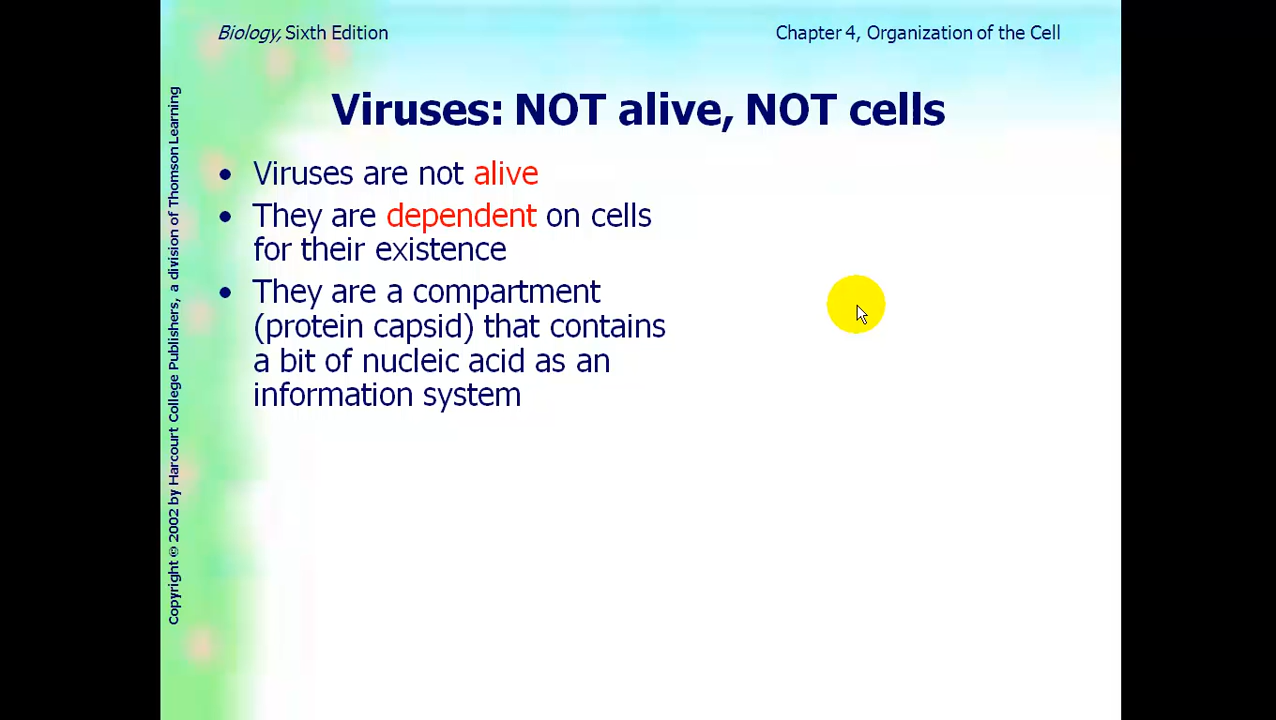 Biology, Sixth Edition
Chapter 4, Organization of the Cell
Viruses: NOT alive, NOT cells
• Viruses are not alive
• They are dependent on cells
for their existence
• They are a compartment
(protein capsid) that contains
a bit of nucleic acid as an
information system
Copyright © 2002 by Harcourt College Publishers, a division of Thomson Learning